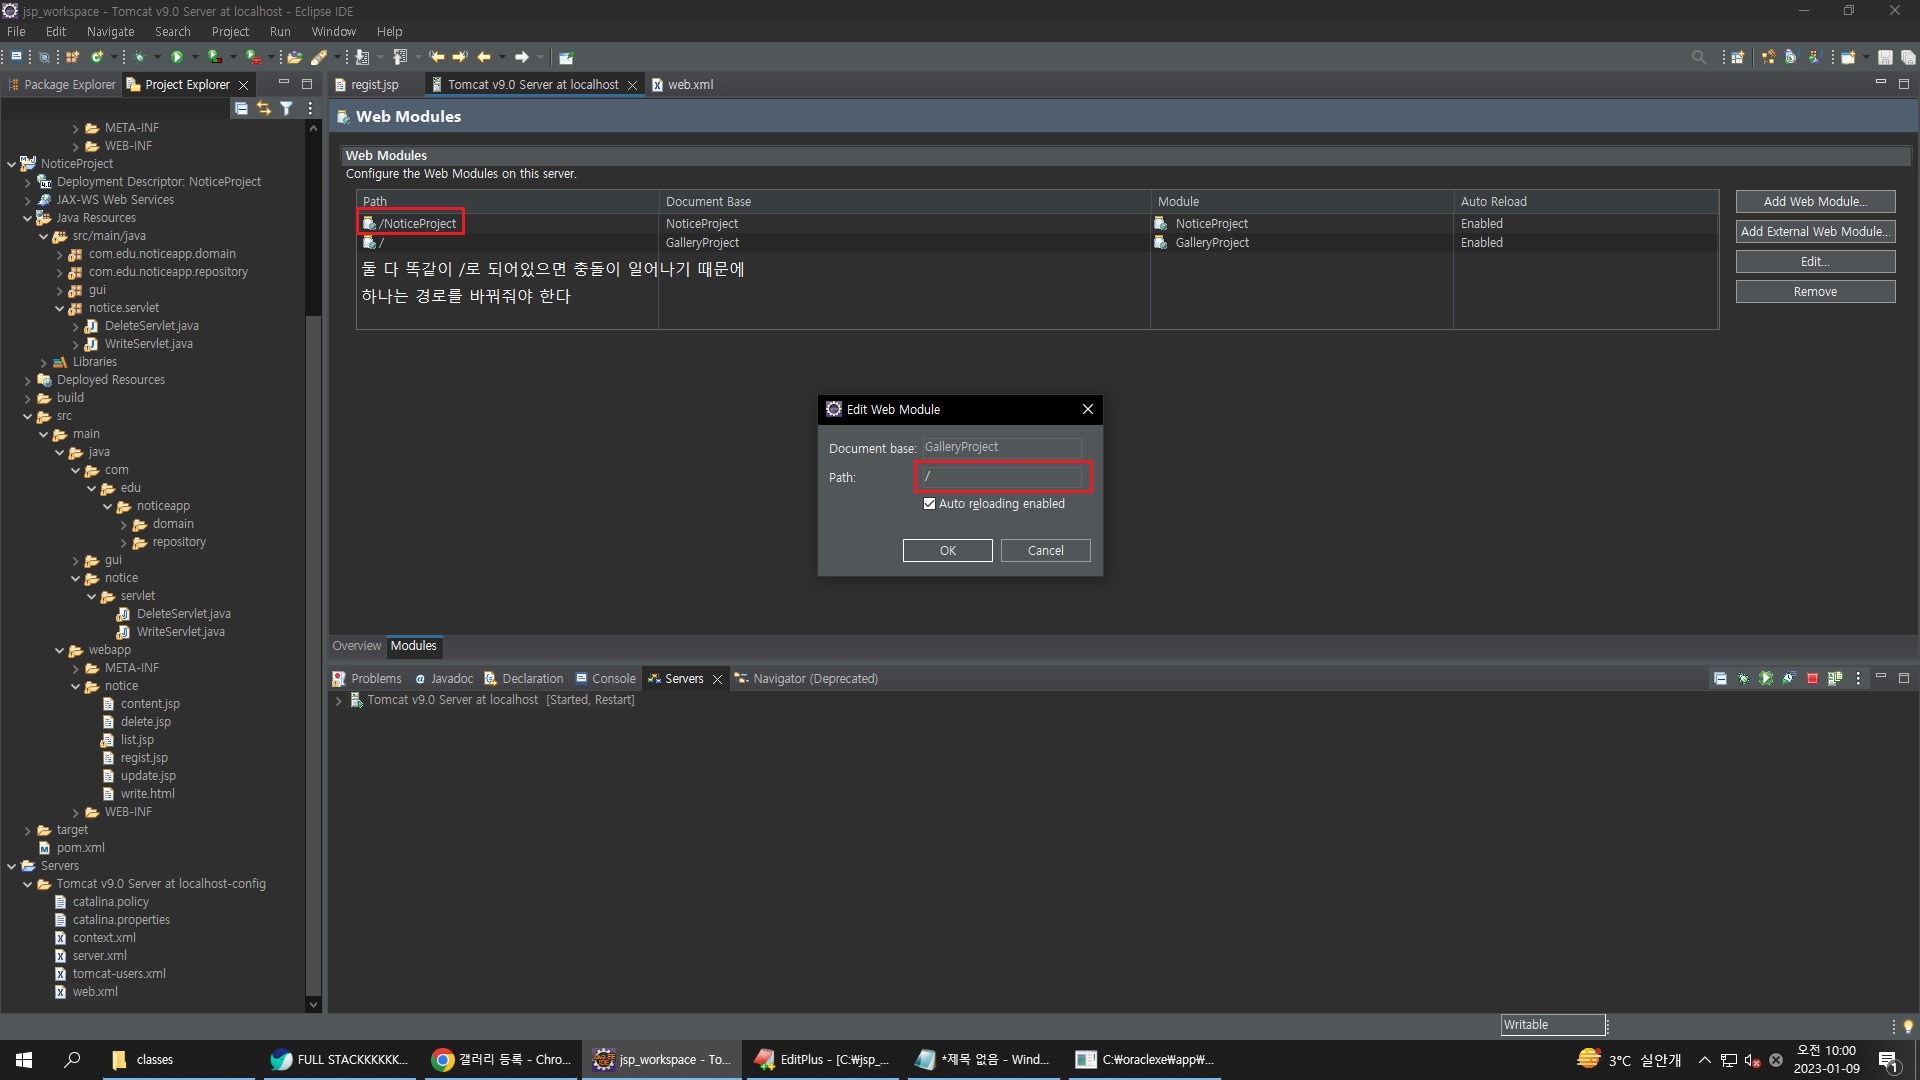 jsp_workspace - Tomcat v9.0 Server at localhost - Eclipse IDE
File Edit Navigate Search Project Run Window Help
Package Explorer Project Explorer
META-INF
WEB-INF
NoticeProject
Deployment Descriptor: NoticeProject
JAX-WS Web Services
Java Resources
src/main/java
com.edu.noticeapp.domain
com.edu.noticeapp.repository
gui
notice.servlet
DeleteServlet.java
WriteServlet.java
Libraries
Deployed Resources
build
src
main
java
com
edu
noticeapp
domain
repository
gui
notice
servlet
DeleteServlet.java
WriteServlet.java
webapp
META-INF
notice
content.jsp
delete.jsp
list.jsp
regist.jsp
update.jsp
write.html
WEB-INF
target
pom.xml
Servers
Tomcat v9.0 Server at localhost-config
catalina.policy
catalina.properties
context.xml
server.xml
tomcat-users.xml
web.xml
regist.jsp Tomcat v9.0 Server at localhost web.xml
Web Modules
Web Modules
Configure the Web Modules on this server.
Path Document Base Module Auto Reload
/NoticeProject NoticeProject NoticeProject Enabled
/ GalleryProject GalleryProject Enabled
둘 다 똑같이 /로 되어있으면 충돌이 일어나기 때문에
하나는 경로를 바꿔줘야 한다
Add Web Module...
Add External Web Module...
Edit...
Remove
Edit Web Module
Document base: GalleryProject
Path: /
Auto reloading enabled
OK Cancel
Overview Modules
Problems Javadoc Declaration Console Servers Navigator (Deprecated)
Tomcat v9.0 Server at localhost [Started, Restart]
Writable
classes
FULL STACKKKKKK...
갤러리 등록 - Chro...
jsp_workspace - To...
EditPlus - [C:₩jsp_...
*제목 없음 - Wind...
C:₩oraclexe₩app₩...
3°C 실안개
오전 10:00
2023-01-09
1